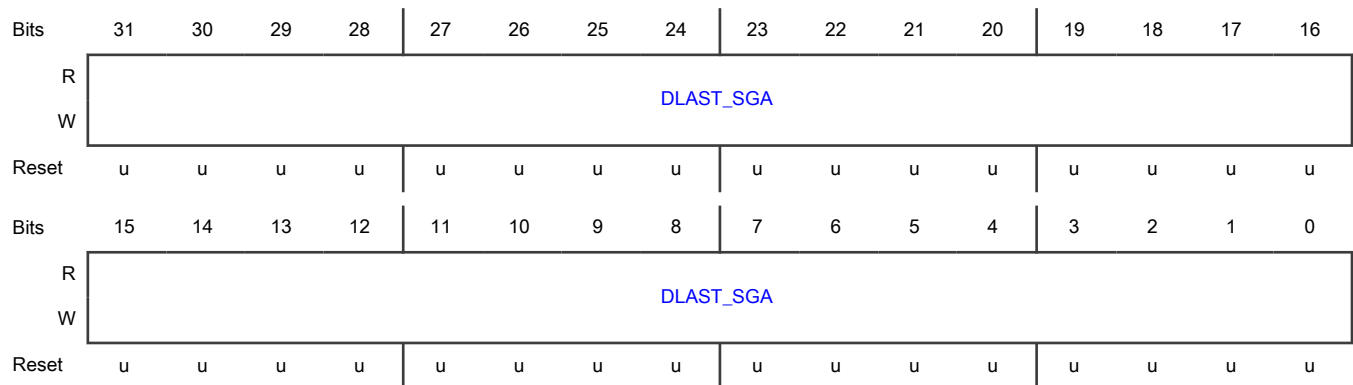 Bits 31 30 29 28 27 26 25 24 23 22 21 20 19 18 17 16
R
DLAST_SGA
W
Reset u u u u u u u u u u u u u u u u
Bits 15 14 13 12 11 10 9 8 7 6 5 4 3 2 1 0
R
DLAST_SGA
W
Reset u u u u u u u u u u u u u u u u